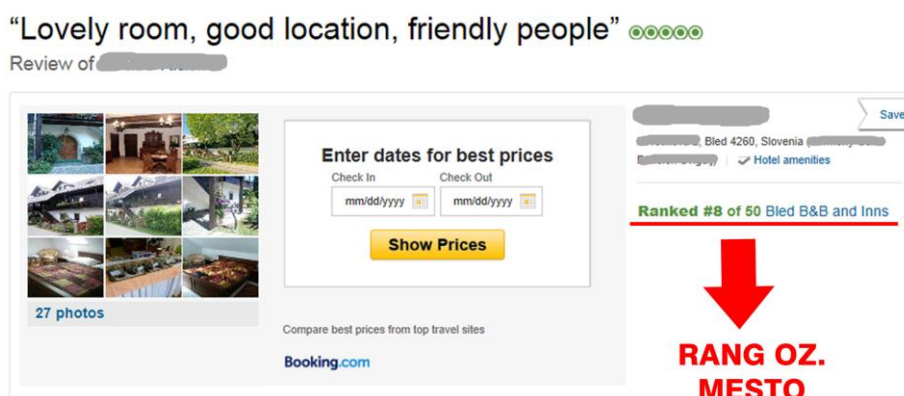 “Lovely room, good location, friendly people”
Review of
Save
Bled 4260, Slovenia
Hotel amenities
Enter dates for best prices
Check In Check Out
mm/dd/yyyy mm/dd/yyyy
Show Prices
Ranked #8 of 50 Bled B&B and Inns
27 photos
Compare best prices from top travel sites
Booking.com
RANG OZ.
MESTO